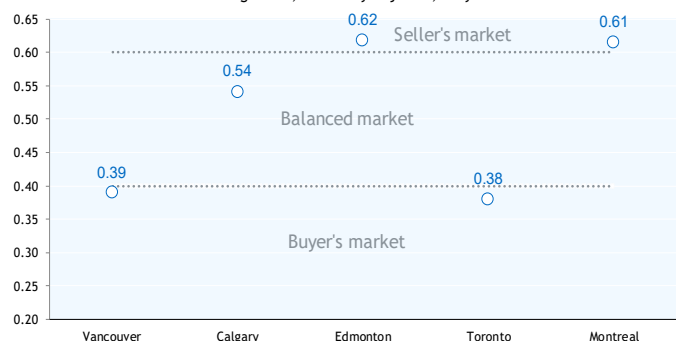 0.65
0.60
0.55
0.50
0.45
0.40
0.35
0.30
0.25
0.20
0.62
0.61
Seller's market
0.54
Balanced market
0.39
0.38
Buyer's market
Vancouver
Calgary
Edmonton
Toronto
Montreal